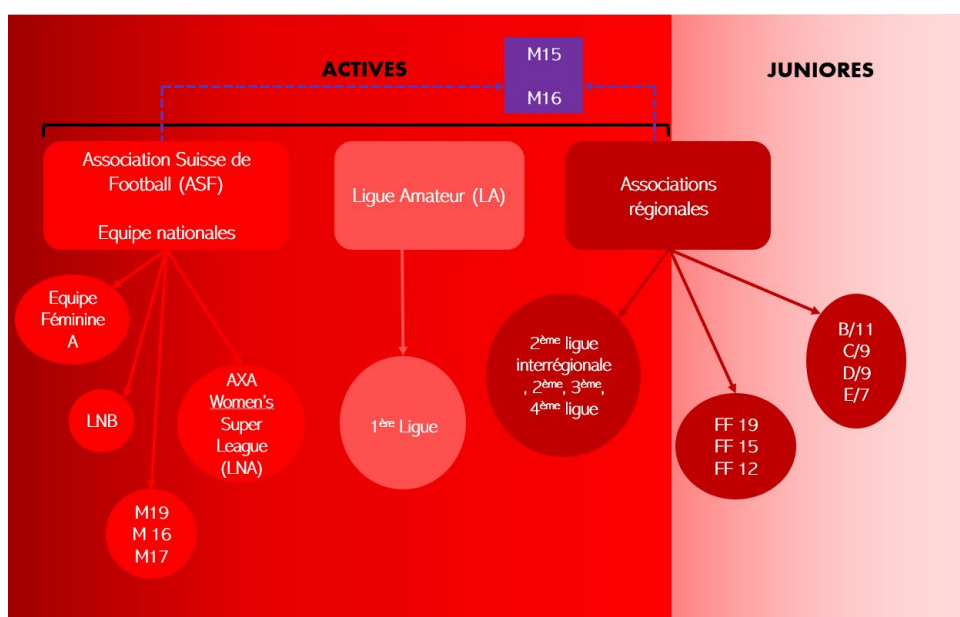 ACTIVES
M15
M16
JUNIORES
Association Suisse de
Football (ASF)
Equipe nationales
Ligue Amateur (LA)
Associations
régionales
Equipe
Féminine
A
LNB
AXA
Women's
Super
League
(LNA)
M19
M 16
M17
1ère Ligue
2ème ligue
interrégionale
, 2ème, 3ème,
4ème ligue
FF 19
FF 15
FF 12
B/11
C/9
D/9
E/7